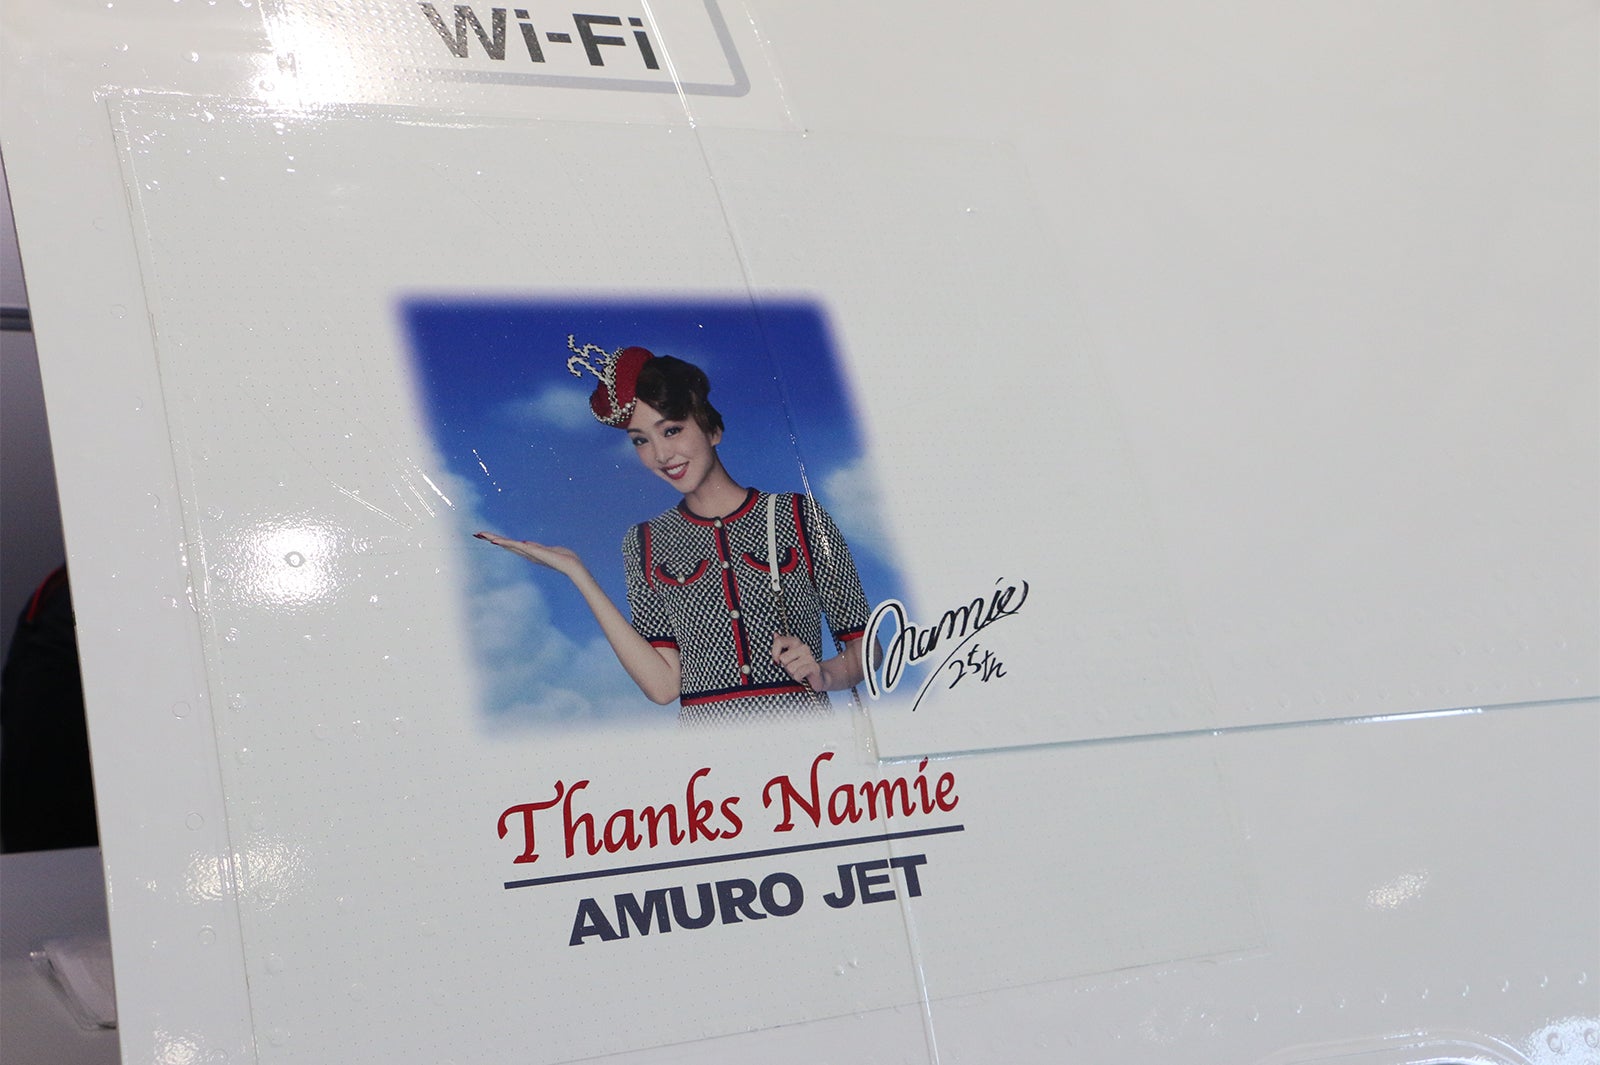 Wi-Fi
Namie
25th
Thanks Namie
AMURO JET